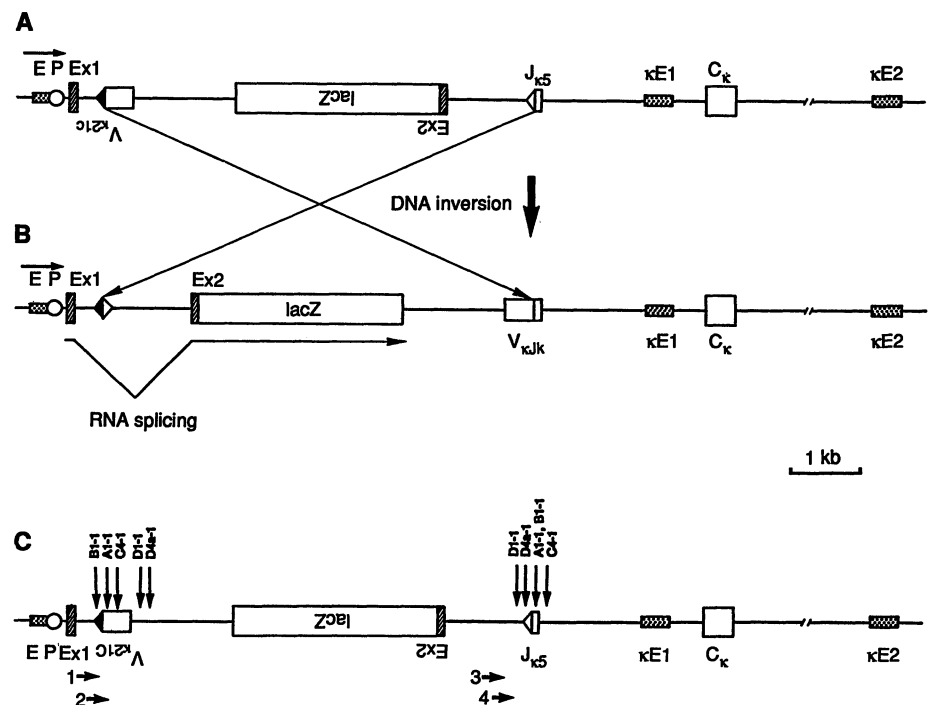 A
E P Ex1
Vκ21c
lacZ
Ex2
Jκ5
κE1
Cκ
κE2
DNA inversion
B
E P Ex1
Ex2
lacZ
VκJk
κE1
Cκ
κE2
RNA splicing
1 kb
C
B1-1
A1-1
C4-1
D1-1
D4a-1
D1-1
D4a-1
A1-1, B1-1
C4-1
E P' Ex1
Vκ21C
lacZ
Ex2
Jκ5
κE1
Cκ
κE2
1
2
3
4